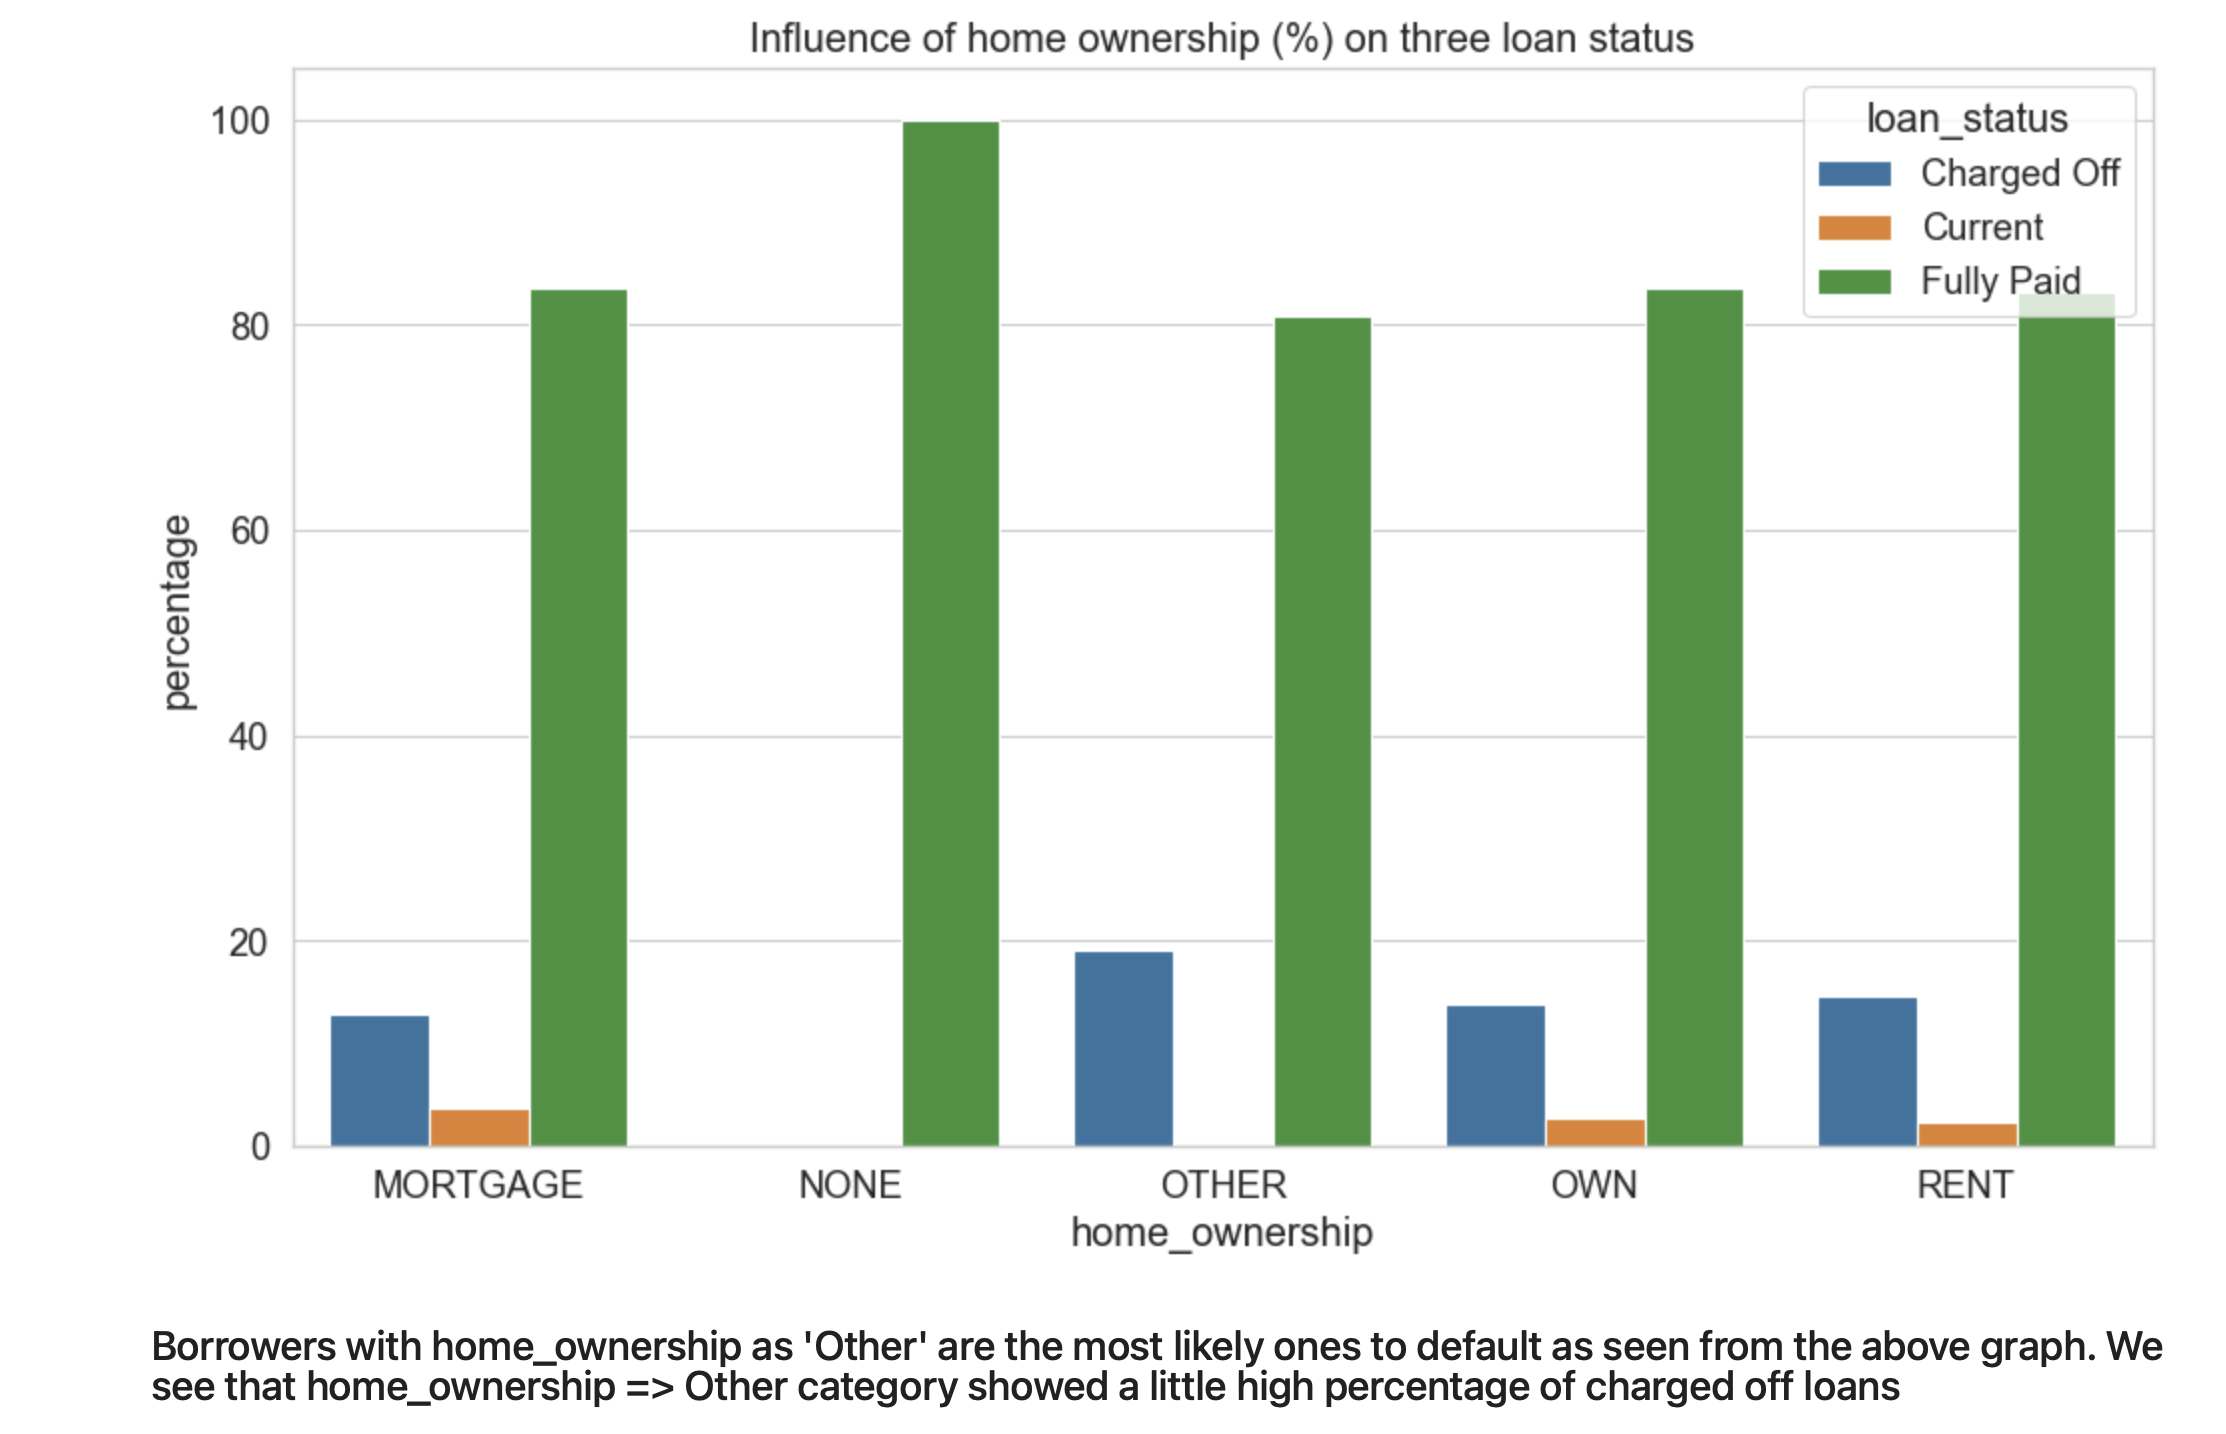 Influence of home ownership (%) on three loan status
loan_status
Charged Off
Current
Fully Paid
100
80
60
40
20
0
percentage
MORTGAGE
NONE
OTHER
OWN
RENT
home_ownership
Borrowers with home_ownership as 'Other' are the most likely ones to default as seen from the above graph. We
see that home_ownership => Other category showed a little high percentage of charged off loans